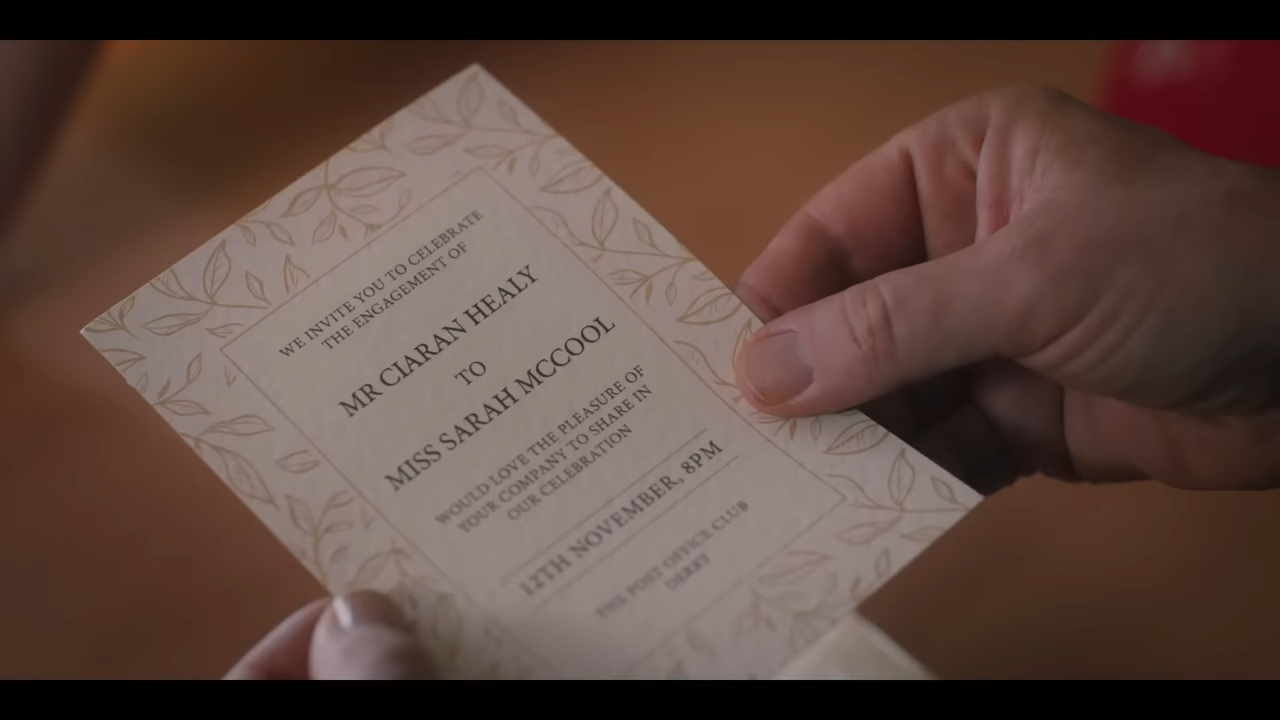 WE INVITE YOU TO CELEBRATE
THE ENGAGEMENT OF
MR CIARAN HEALY
TO
MISS SARAH MCCOOL
WOULD LOVE THE PLEASURE OF
YOUR COMPANY TO SHARE IN
OUR CELEBRATION
12TH NOVEMBER, 8PM
THE POST OFFICE CLUB
DERRY